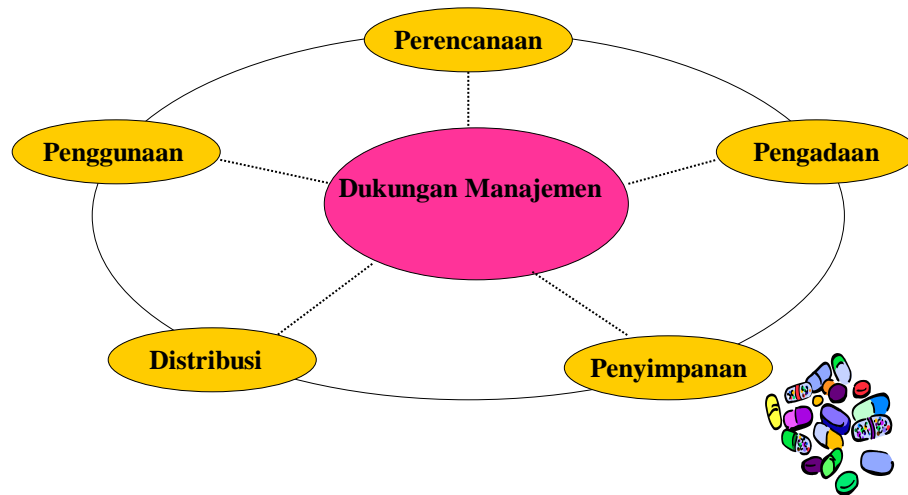 Perencanaan
Penggunaan
Pengadaan
Dukungan Manajemen
Distribusi
Penyimpanan